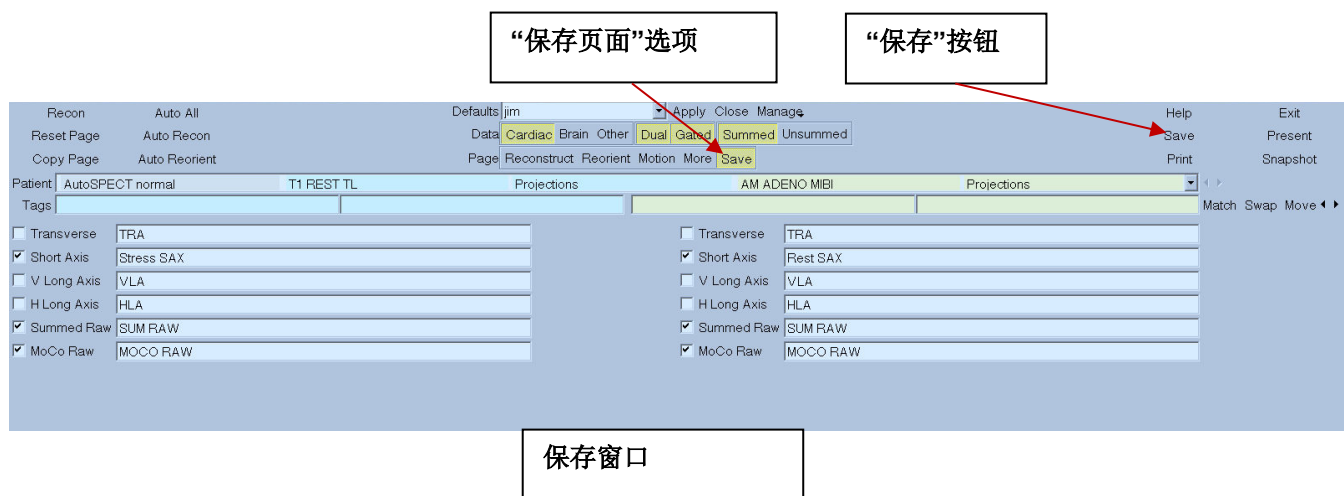 “保存页面”选项 “保存”按钮
Recon Auto All Defaults jim Apply Close Manage Help Exit
Reset Page Auto Recon Data Cardiac Brain Other Dual Gated Summed Unsummed Save Present
Copy Page Auto Reorient Page Reconstruct Reorient Motion More Save Print Snapshot
Patient AutoSPECT normal T1 REST TL Projections AM ADENO MIBI Projections
Tags Match Swap Move
Transverse TRA Transverse TRA
Short Axis Stress SAX Short Axis Rest SAX
V Long Axis VLA V Long Axis VLA
H Long Axis HLA H Long Axis HLA
Summed Raw SUM RAW Summed Raw SUM RAW
MoCo Raw MOCO RAW MoCo Raw MOCO RAW
保存窗口